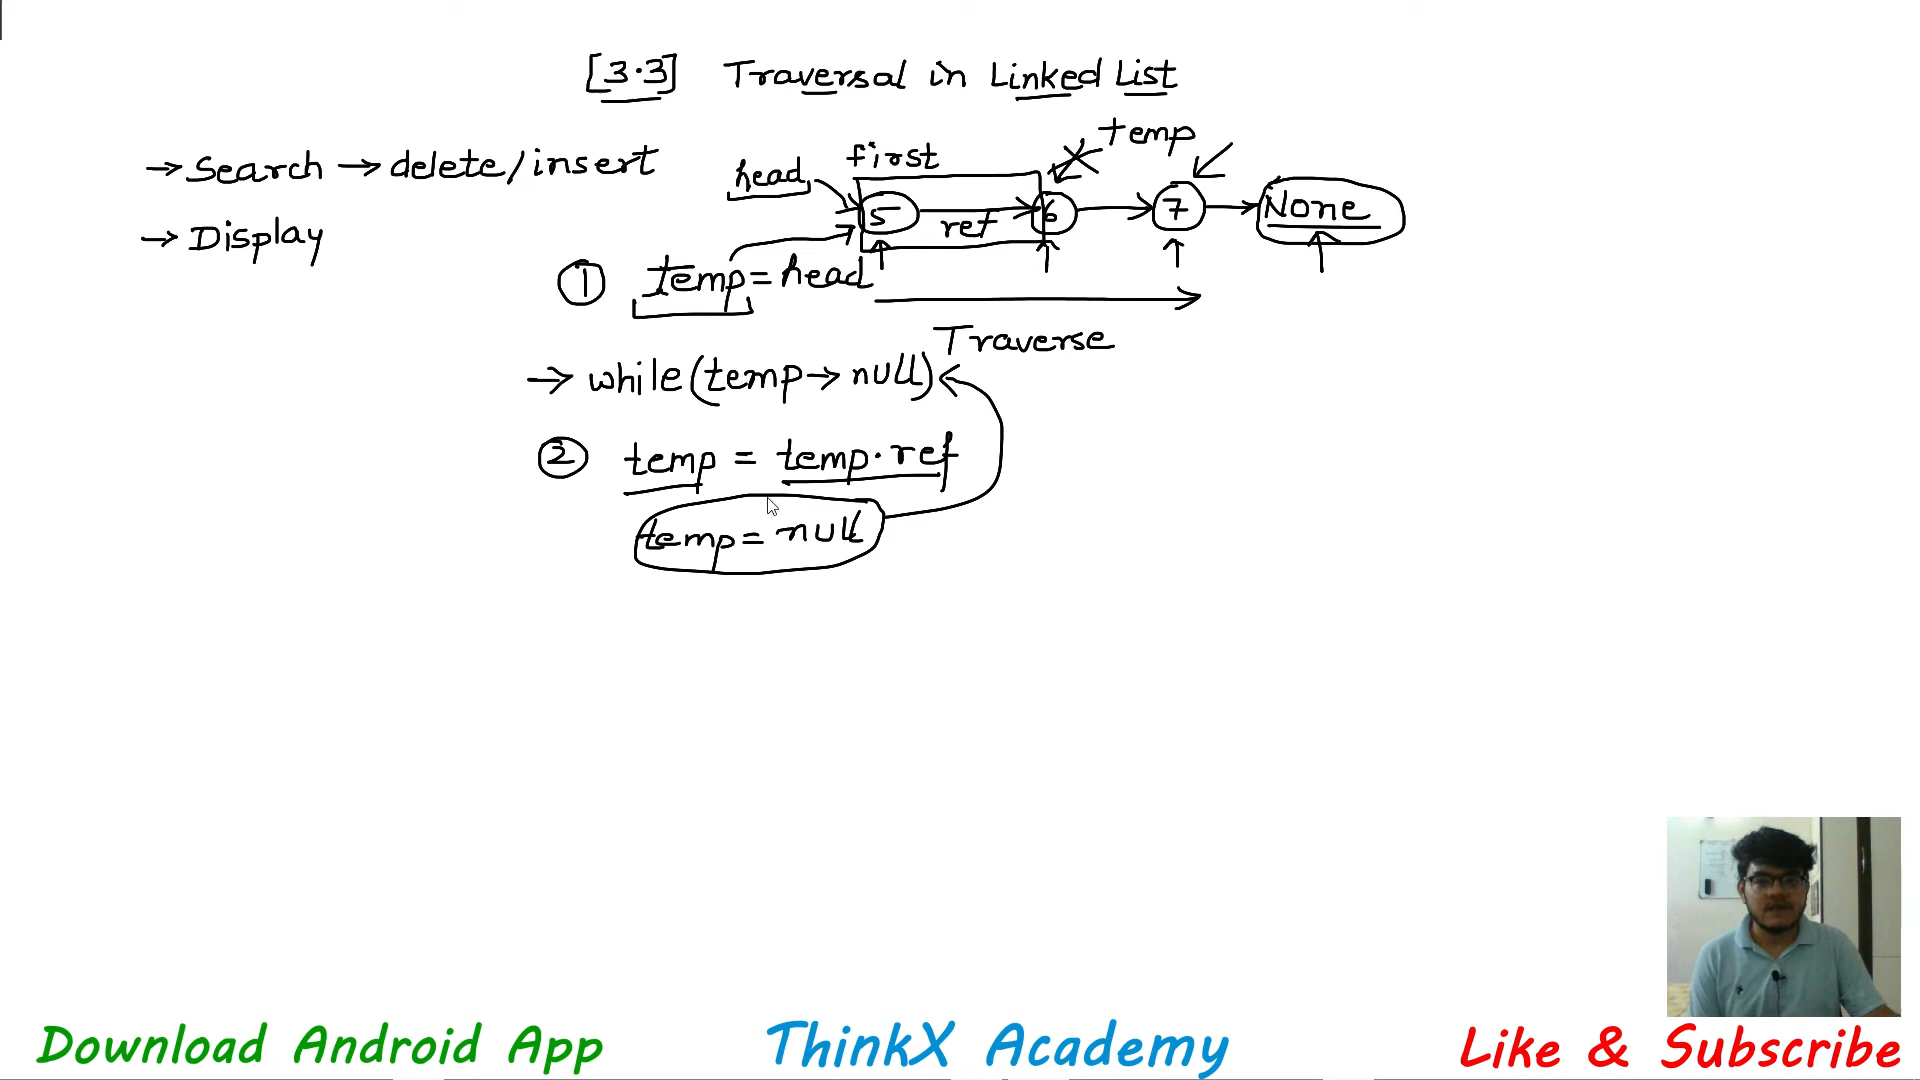 [3.3] Traversal in Linked List
→ Search → delete/insert
→ Display
temp
first
head
5 ref 6 7 None
① temp = head
Traverse
→ while(temp → null)
② temp = temp.ref
temp = null
Download Android App ThinkX Academy Like & Subscribe